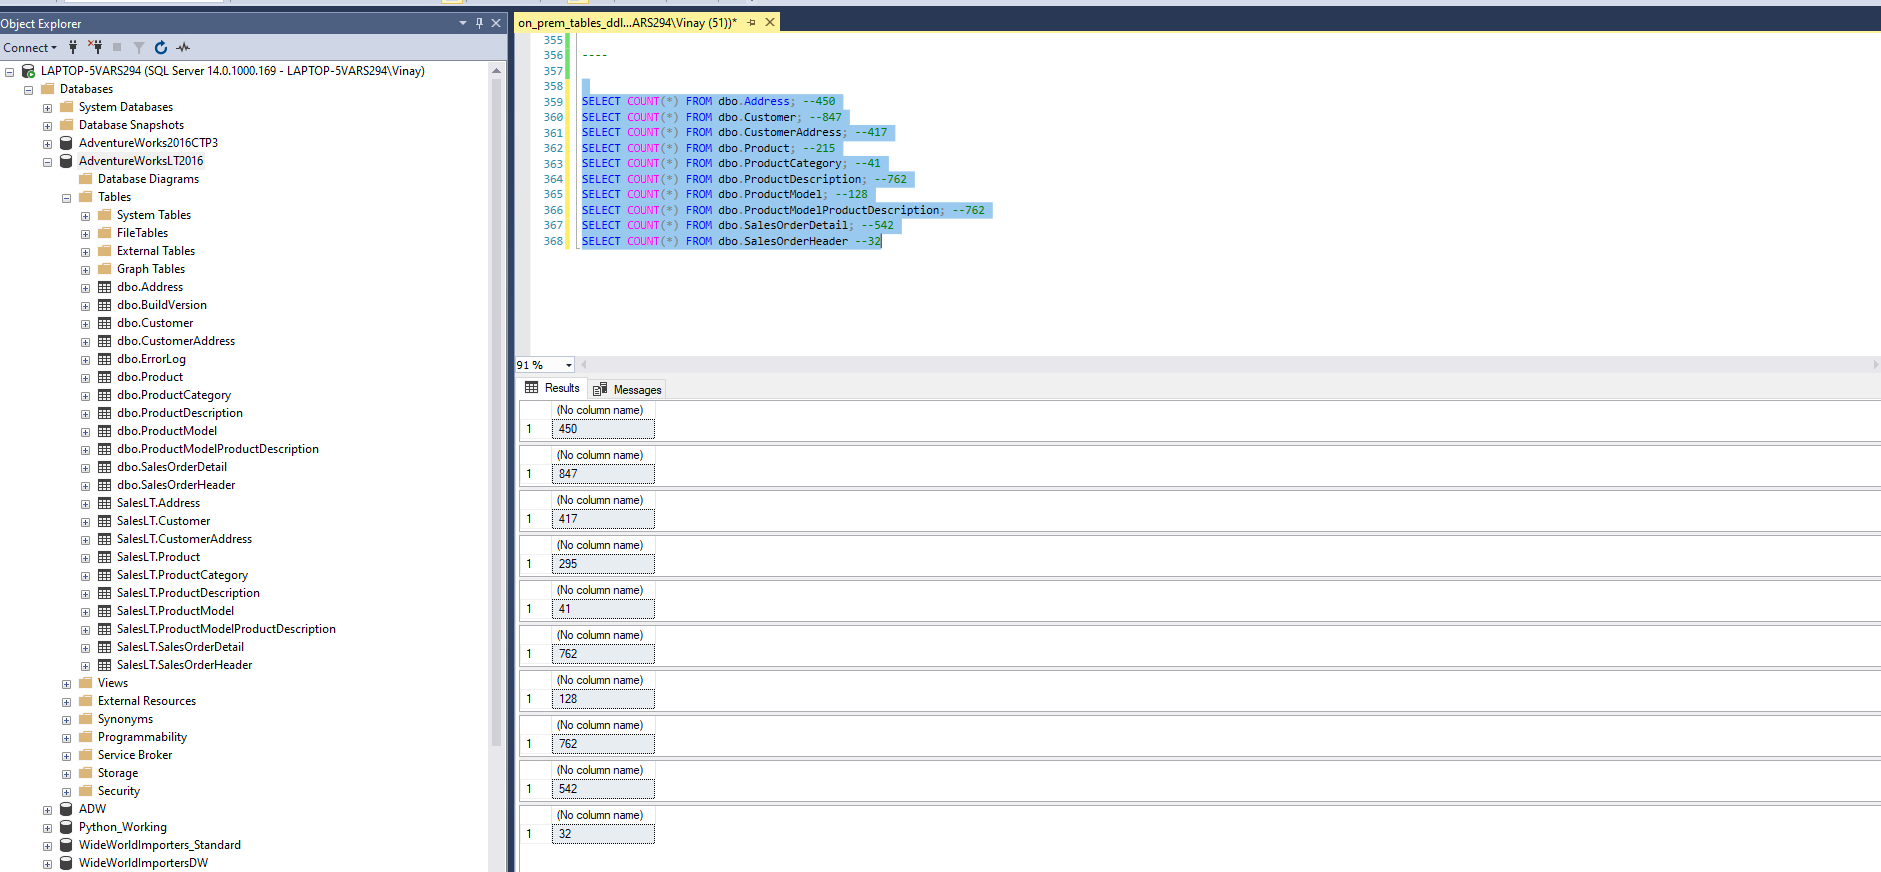 Object Explorer
Connect
LAPTOP-5VARS294 (SQL Server 14.0.1000.169 - LAPTOP-5VARS294\Vinay)
Databases
System Databases
Database Snapshots
AdventureWorks2016CTP3
AdventureWorksLT2016
Database Diagrams
Tables
System Tables
FileTables
External Tables
Graph Tables
dbo.Address
dbo.BuildVersion
dbo.Customer
dbo.CustomerAddress
dbo.ErrorLog
dbo.Product
dbo.ProductCategory
dbo.ProductDescription
dbo.ProductModel
dbo.ProductModelProductDescription
dbo.SalesOrderDetail
dbo.SalesOrderHeader
SalesLT.Address
SalesLT.Customer
SalesLT.CustomerAddress
SalesLT.Product
SalesLT.ProductCategory
SalesLT.ProductDescription
SalesLT.ProductModel
SalesLT.ProductModelProductDescription
SalesLT.SalesOrderDetail
SalesLT.SalesOrderHeader
Views
External Resources
Synonyms
Programmability
Service Broker
Storage
Security
ADW
Python_Working
WideWorldImporters_Standard
WideWorldImportersDW
on_prem_tables_ddl...ARS294\Vinay (51))*
355
356 ----
357
358
359 SELECT COUNT(*) FROM dbo.Address; --450
360 SELECT COUNT(*) FROM dbo.Customer; --847
361 SELECT COUNT(*) FROM dbo.CustomerAddress; --417
362 SELECT COUNT(*) FROM dbo.Product; --215
363 SELECT COUNT(*) FROM dbo.ProductCategory; --41
364 SELECT COUNT(*) FROM dbo.ProductDescription; --762
365 SELECT COUNT(*) FROM dbo.ProductModel; --128
366 SELECT COUNT(*) FROM dbo.ProductModelProductDescription; --762
367 SELECT COUNT(*) FROM dbo.SalesOrderDetail; --542
368 SELECT COUNT(*) FROM dbo.SalesOrderHeader --32
91 %
Results Messages
(No column name)
1 450
(No column name)
1 847
(No column name)
1 417
(No column name)
1 295
(No column name)
1 41
(No column name)
1 762
(No column name)
1 128
(No column name)
1 762
(No column name)
1 542
(No column name)
1 32